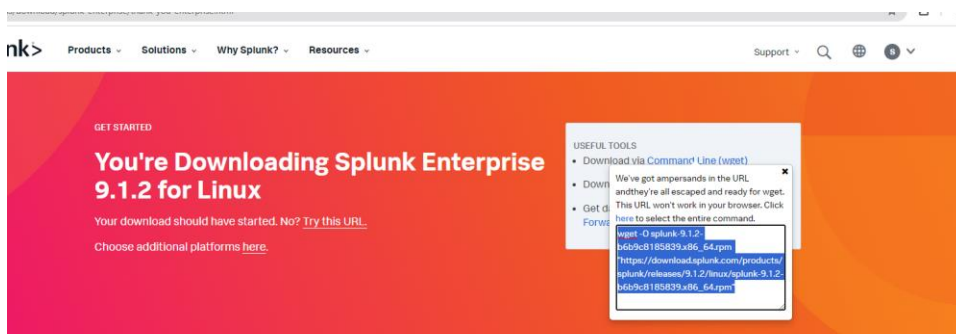 nk>
Products
Solutions
Why Splunk?
Resources
Support
S
GET STARTED
You're Downloading Splunk Enterprise
9.1.2 for Linux
Your download should have started. No? Try this URL.
Choose additional platforms here.
USEFUL TOOLS
Download via Command Line (wget)
Down
Get d
Forwa
We've got ampersands in the URL
andthey're all escaped and ready for wget.
This URL won't work in your browser. Click
here to select the entire command.
wget -O splunk-9.1.2-
b6b9c8185839.x86_64.rpm
"https://download.splunk.com/products/
splunk/releases/9.1.2/linux/splunk-9.1.2-
b6b9c8185839.x86_64.rpm"